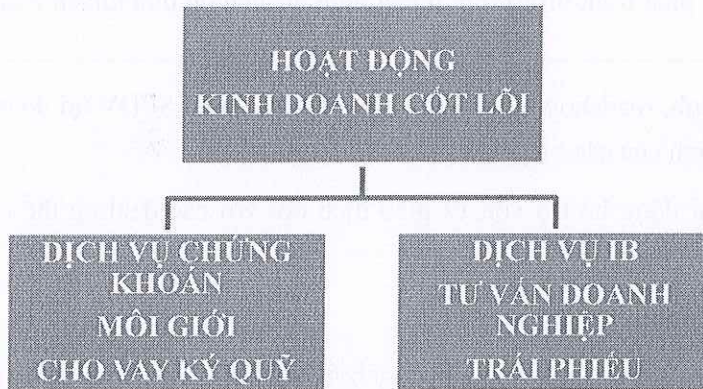 HOẠT ĐỘNG
KINH DOANH CỐT LÕI
DỊCH VỤ CHỨNG
KHOÁN
MÔI GIỚI
CHO VAY KÝ QUỸ
DỊCH VỤ IB
TƯ VẤN DOANH
NGHIỆP
TRÁI PHIẾU